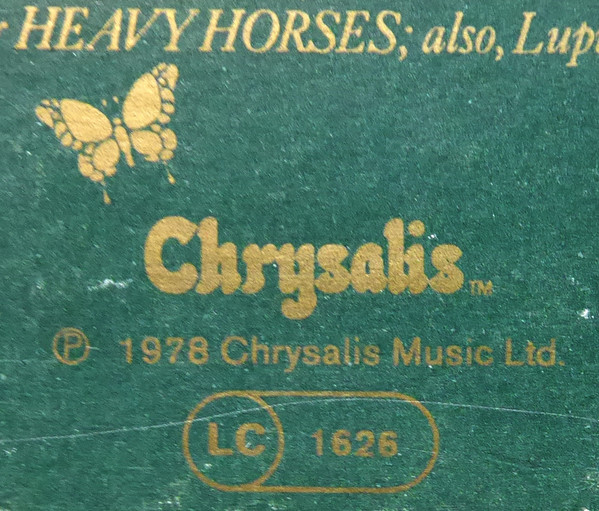 HEAVY HORSES; also,
Chrysalis™
℗ 1978 Chrysalis Music Ltd.
LC 1626